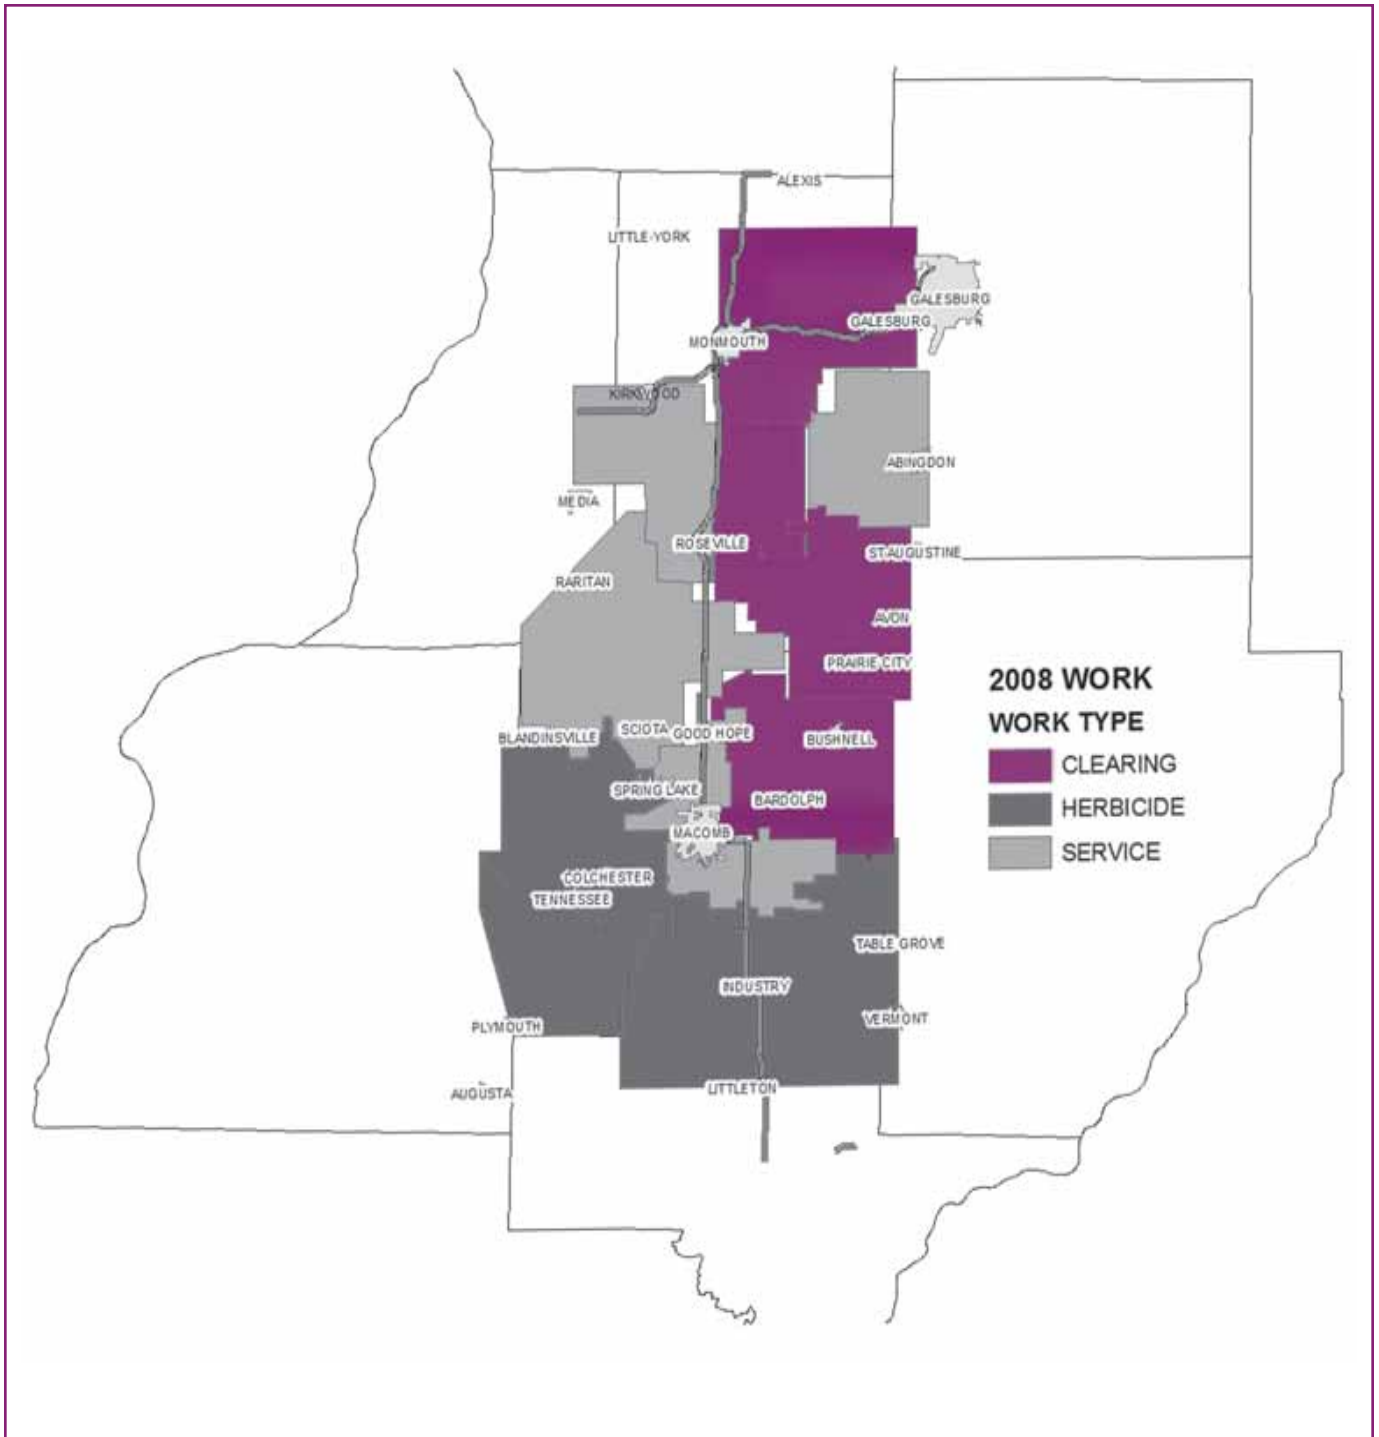 ALEXIS
LITTLE-YORK
GALESBURG
GALESBURG
MONMOUTH
KIRKWOOD
ABINGDON
MEDIA
ROSEVILLE
ST-AUGUSTINE
RARITAN
AVON
PRAIRIE CITY
2008 WORK
WORK TYPE
CLEARING
HERBICIDE
SERVICE
BLANDINSVILLE
SCIOTA
GOOD HOPE
BUSHNELL
SPRING LAKE
BARDOLPH
MACOMB
COLCHESTER
TENNESSEE
TABLE GROVE
INDUSTRY
PLYMOUTH
VERMONT
AUGUSTA
LITTLETON